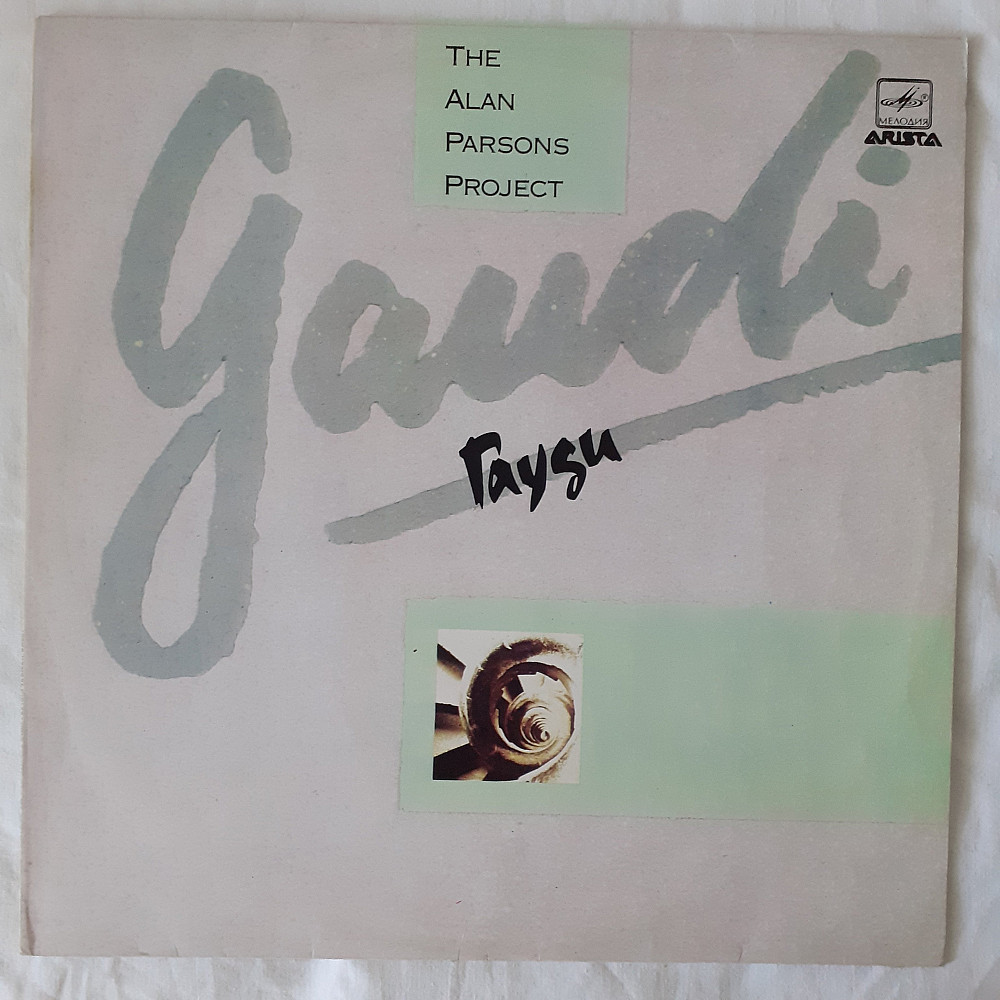 THE
ALAN
PARSONS
PROJECT
МЕЛОДИЯ
ARISTA
gaudi
Гауди